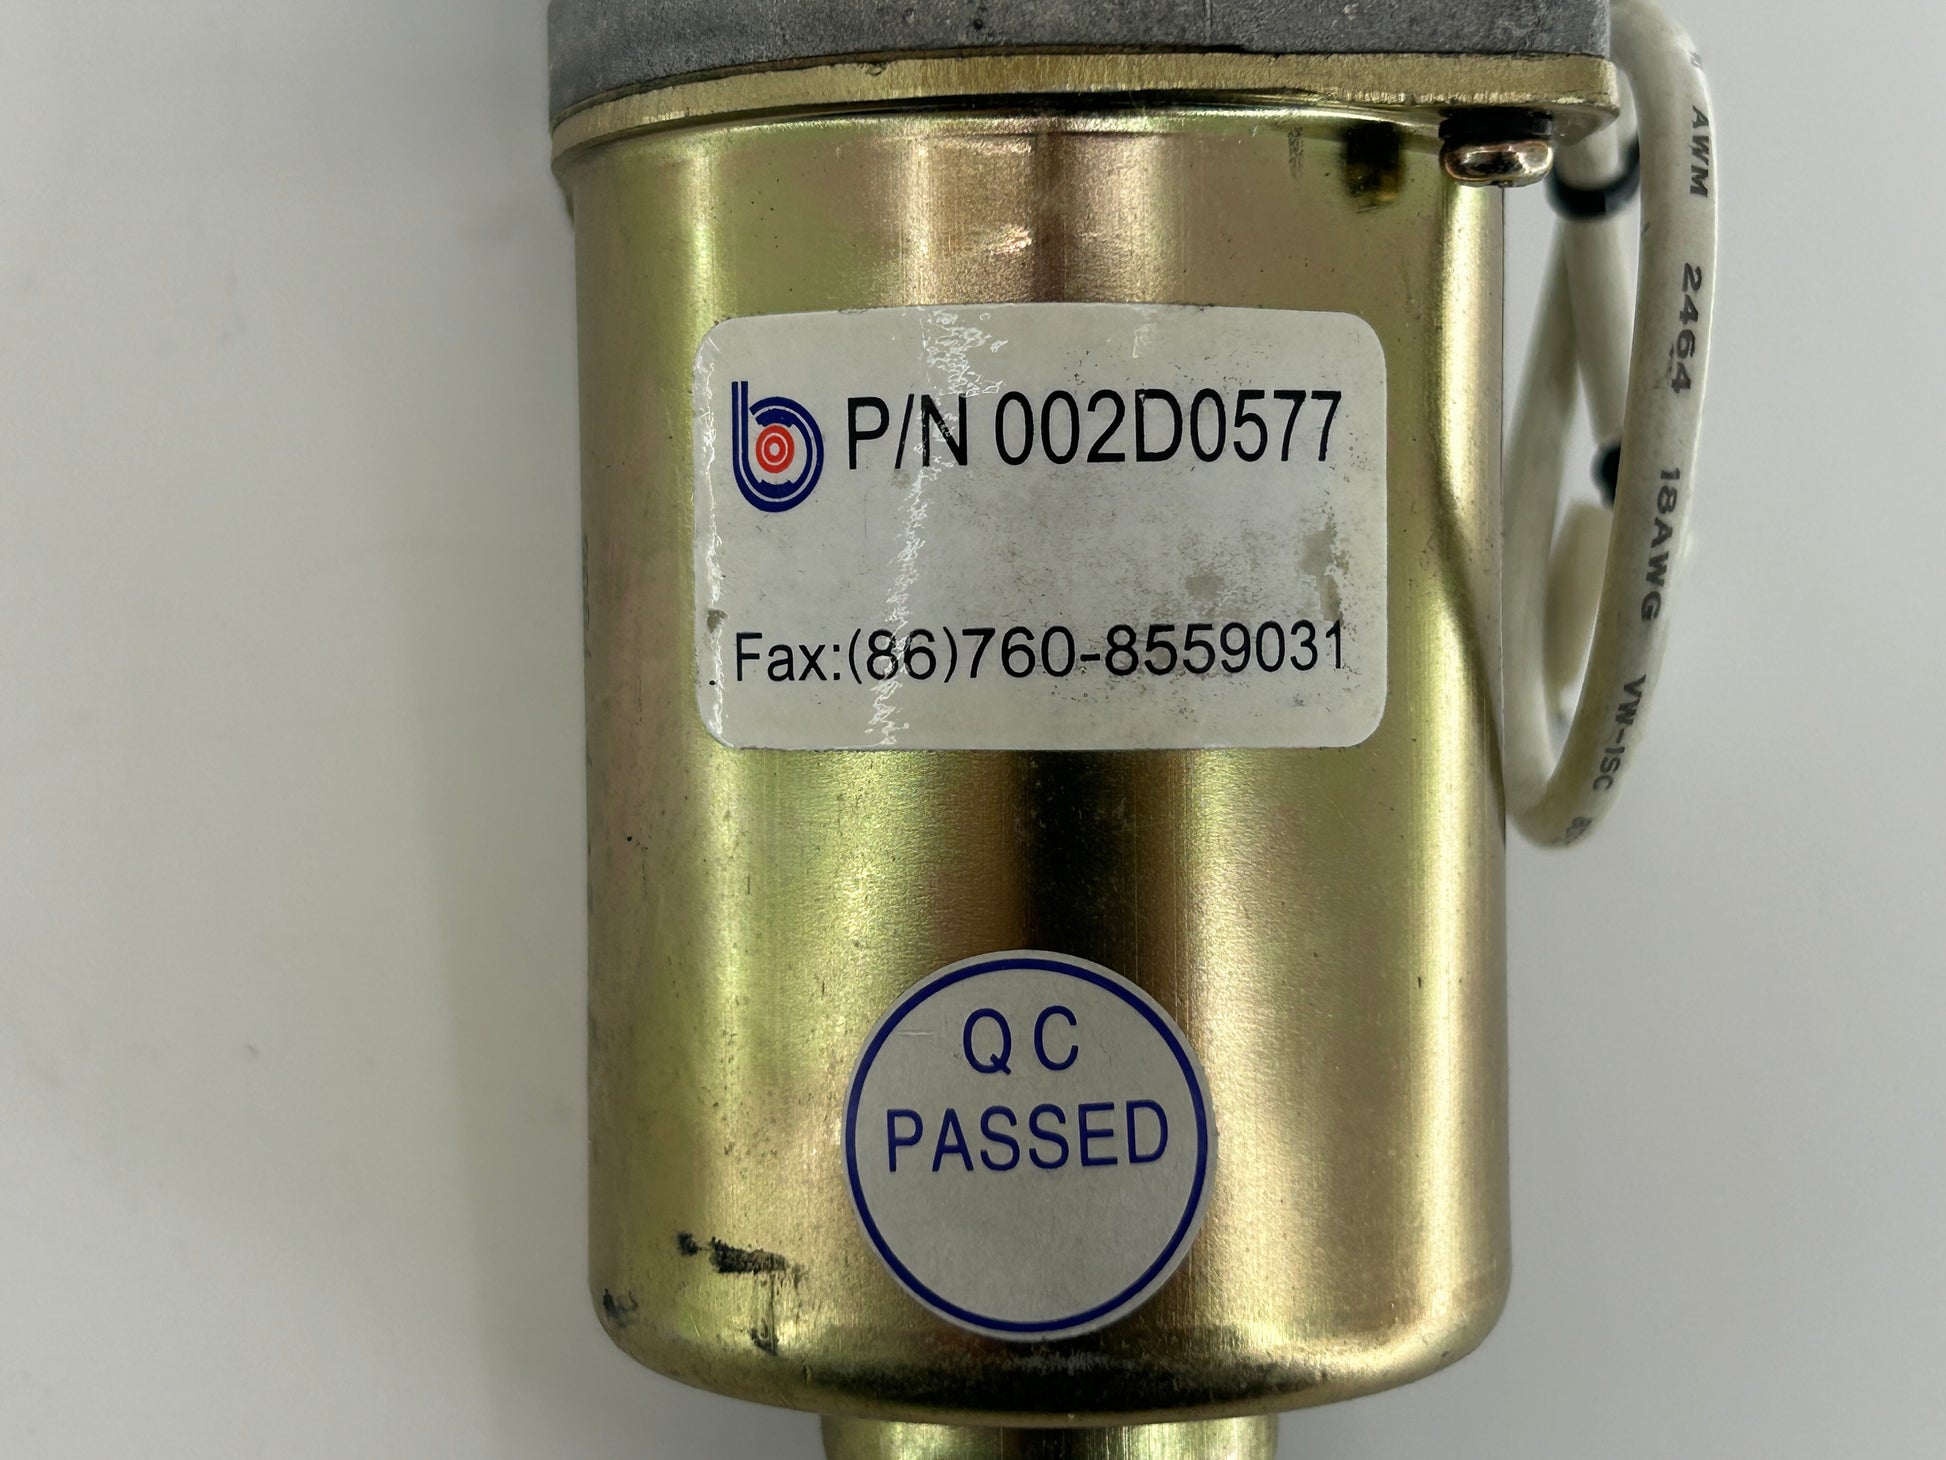 P/N 002D0577
Fax:(86)760-8559031
QC
PASSED
AWM 2464 18AWG VW-1SC